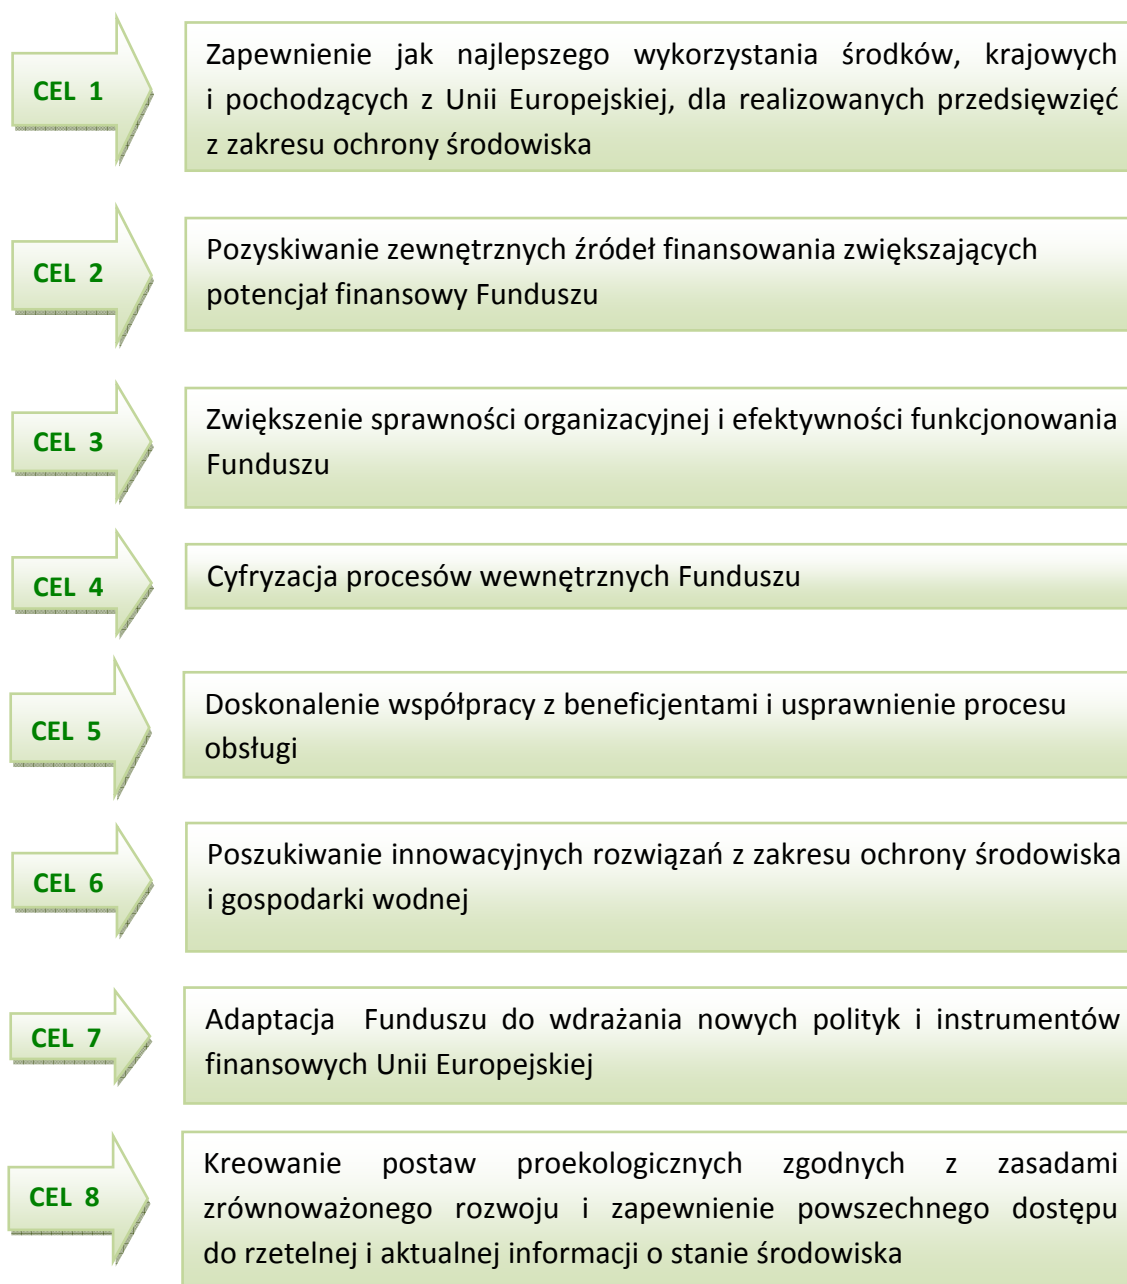 CEL 1
Zapewnienie jak najlepszego wykorzystania środków, krajowych
i pochodzących z Unii Europejskiej, dla realizowanych przedsięwzięć
z zakresu ochrony środowiska
CEL 2
Pozyskiwanie zewnętrznych źródeł finansowania zwiększających
potencjał finansowy Funduszu
CEL 3
Zwiększenie sprawności organizacyjnej i efektywności funkcjonowania
Funduszu
CEL 4
Cyfryzacja procesów wewnętrznych Funduszu
CEL 5
Doskonalenie współpracy z beneficjentami i usprawnienie procesu
obsługi
CEL 6
Poszukiwanie innowacyjnych rozwiązań z zakresu ochrony środowiska
i gospodarki wodnej
CEL 7
Adaptacja Funduszu do wdrażania nowych polityk i instrumentów
finansowych Unii Europejskiej
CEL 8
Kreowanie postaw proekologicznych zgodnych z zasadami
zrównoważonego rozwoju i zapewnienie powszechnego dostępu
do rzetelnej i aktualnej informacji o stanie środowiska